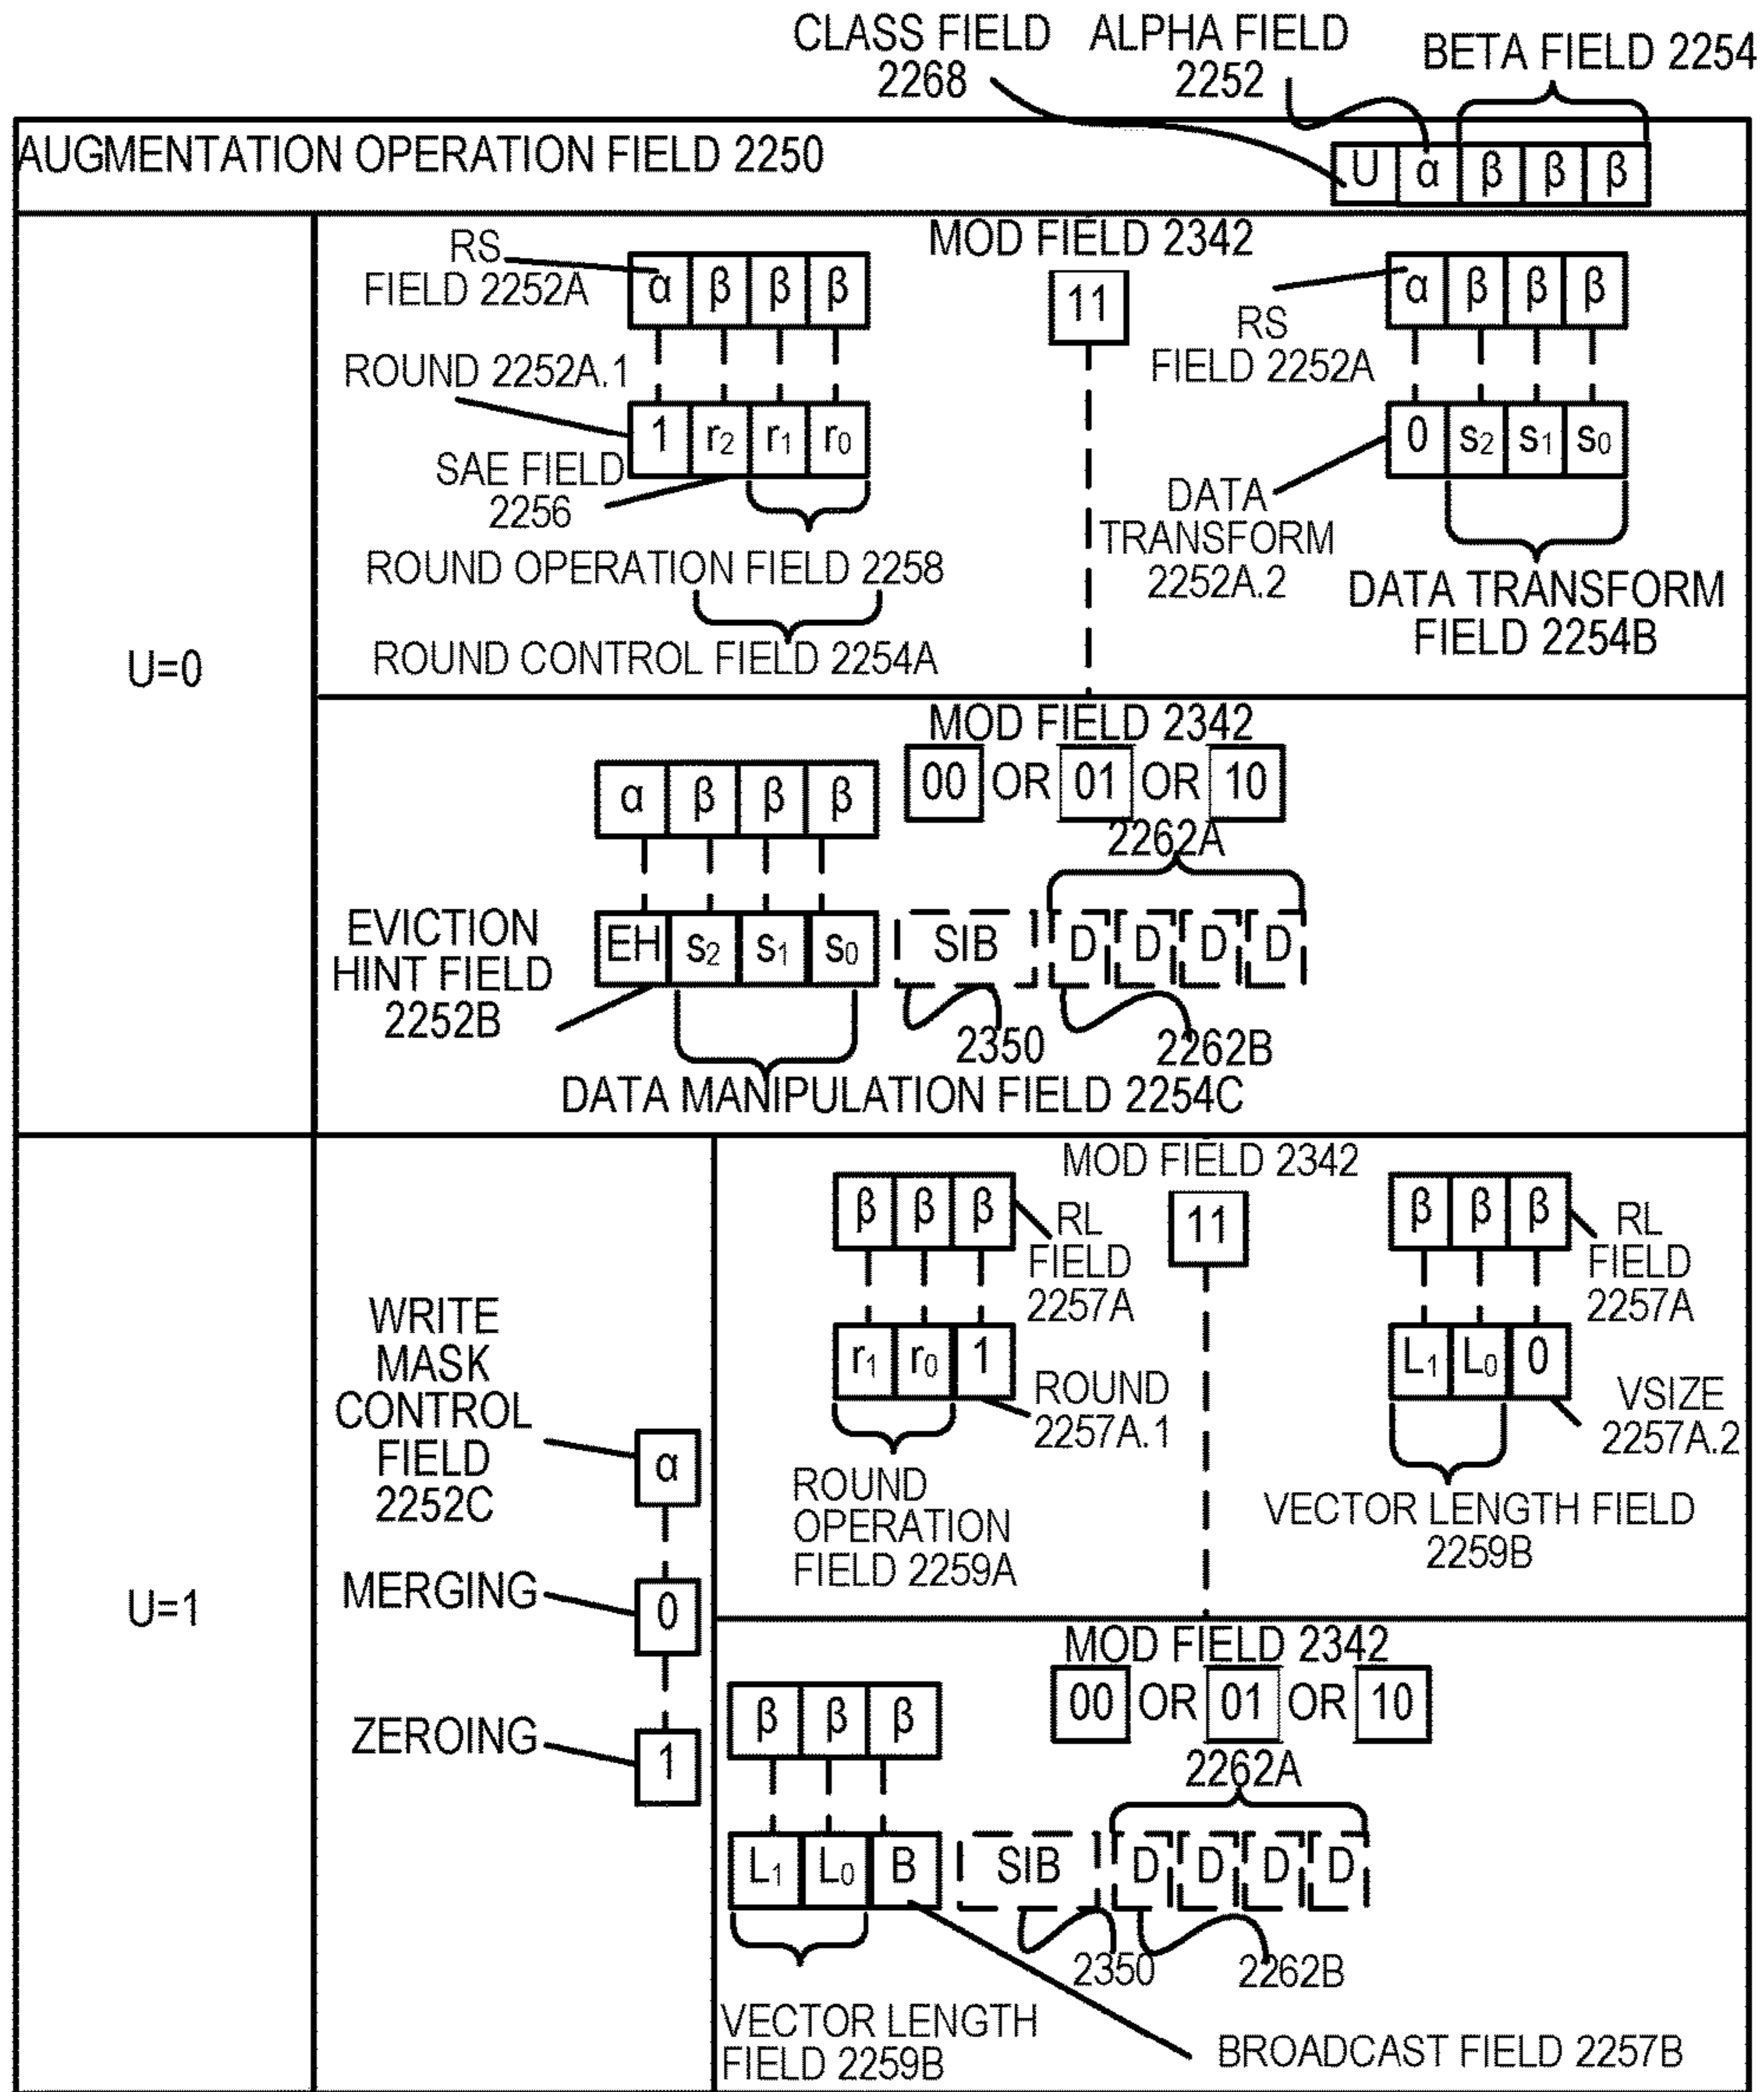 CLASS FIELD 2268
ALPHA FIELD 2252
BETA FIELD 2254
AUGMENTATION OPERATION FIELD 2250
U α β β β
U=0
MOD FIELD 2342
11
RS FIELD 2252A
α β β β
ROUND 2252A.1
1 r₂ r₁ r₀
SAE FIELD 2256
ROUND OPERATION FIELD 2258
ROUND CONTROL FIELD 2254A
α β β β
RS FIELD 2252A
0 s₂ s₁ s₀
DATA TRANSFORM 2252A.2
DATA TRANSFORM FIELD 2254B
MOD FIELD 2342
00 OR 01 OR 10
α β β β
2262A
EVICTION HINT FIELD 2252B
EH s₂ s₁ s₀ SIB D D D D
2350
2262B
DATA MANIPULATION FIELD 2254C
U=1
WRITE MASK CONTROL FIELD 2252C
α
MERGING
0
ZEROING
1
MOD FIELD 2342
11
β β β
RL FIELD 2257A
r₁ r₀ 1
ROUND 2257A.1
ROUND OPERATION FIELD 2259A
β β β
RL FIELD 2257A
L₁ L₀ 0
VSIZE 2257A.2
VECTOR LENGTH FIELD 2259B
MOD FIELD 2342
00 OR 01 OR 10
β β β
2262A
L₁ L₀ B SIB D D D D
2350
2262B
VECTOR LENGTH FIELD 2259B
BROADCAST FIELD 2257B